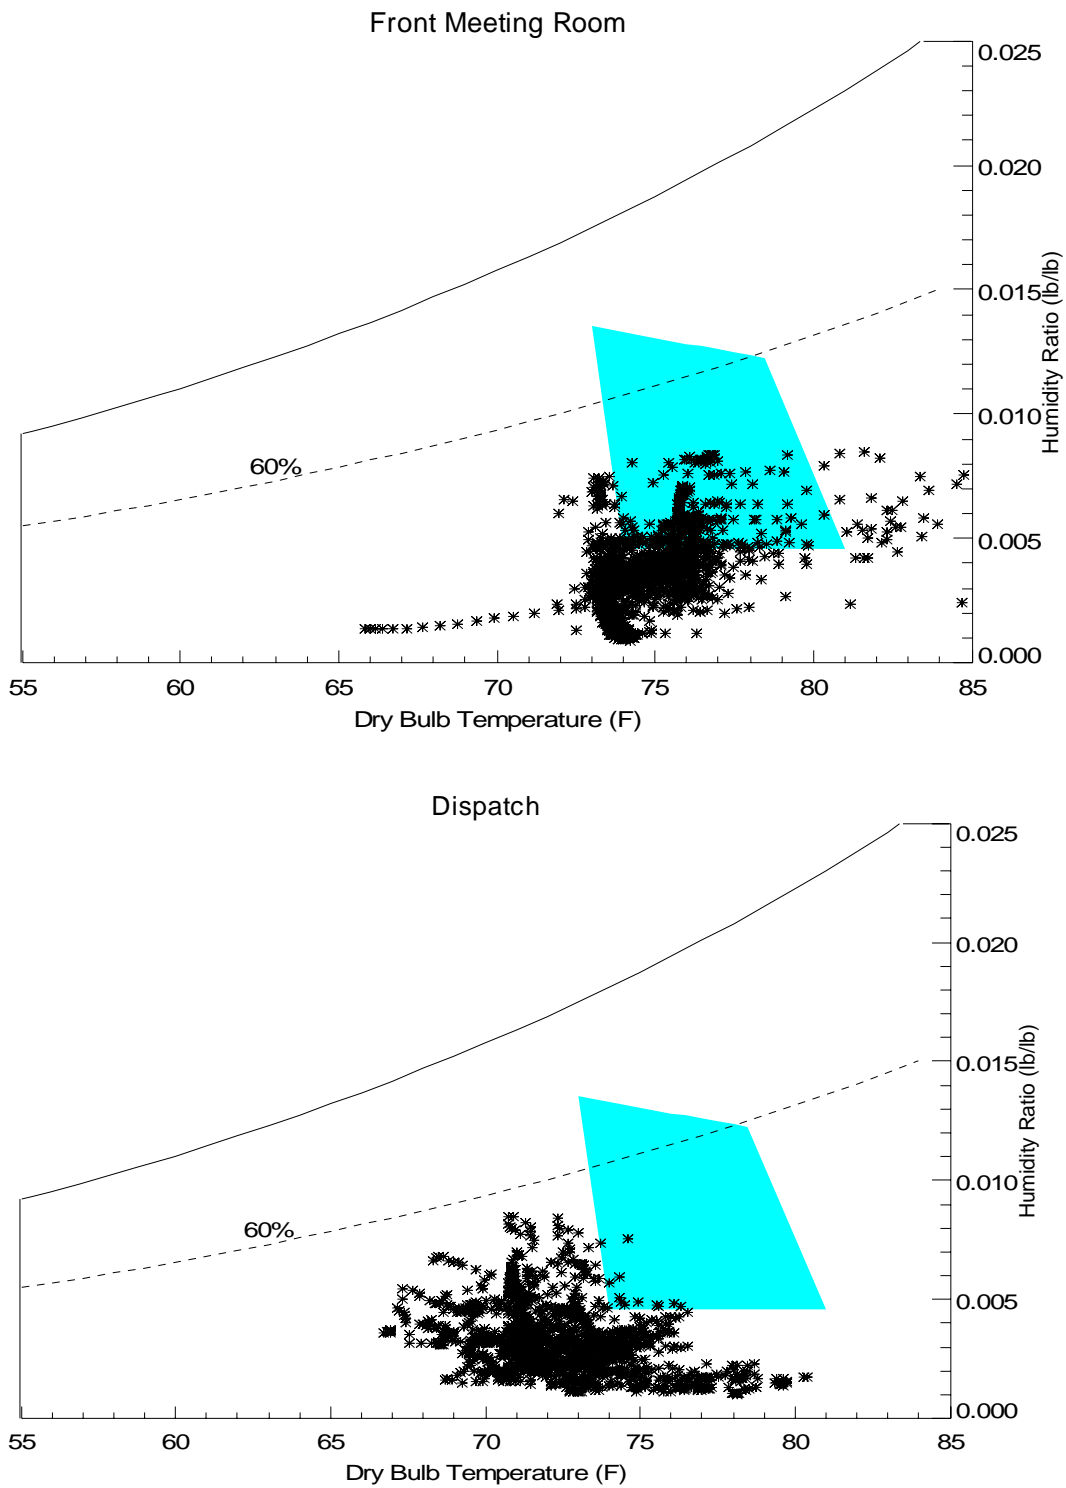 Front Meeting Room
0.025
0.020
0.015
0.010
0.005
0.000
Humidity Ratio (lb/lb)
60%
55 60 65 70 75 80 85
Dry Bulb Temperature (F)
Dispatch
0.025
0.020
0.015
0.010
0.005
0.000
Humidity Ratio (lb/lb)
60%
55 60 65 70 75 80 85
Dry Bulb Temperature (F)